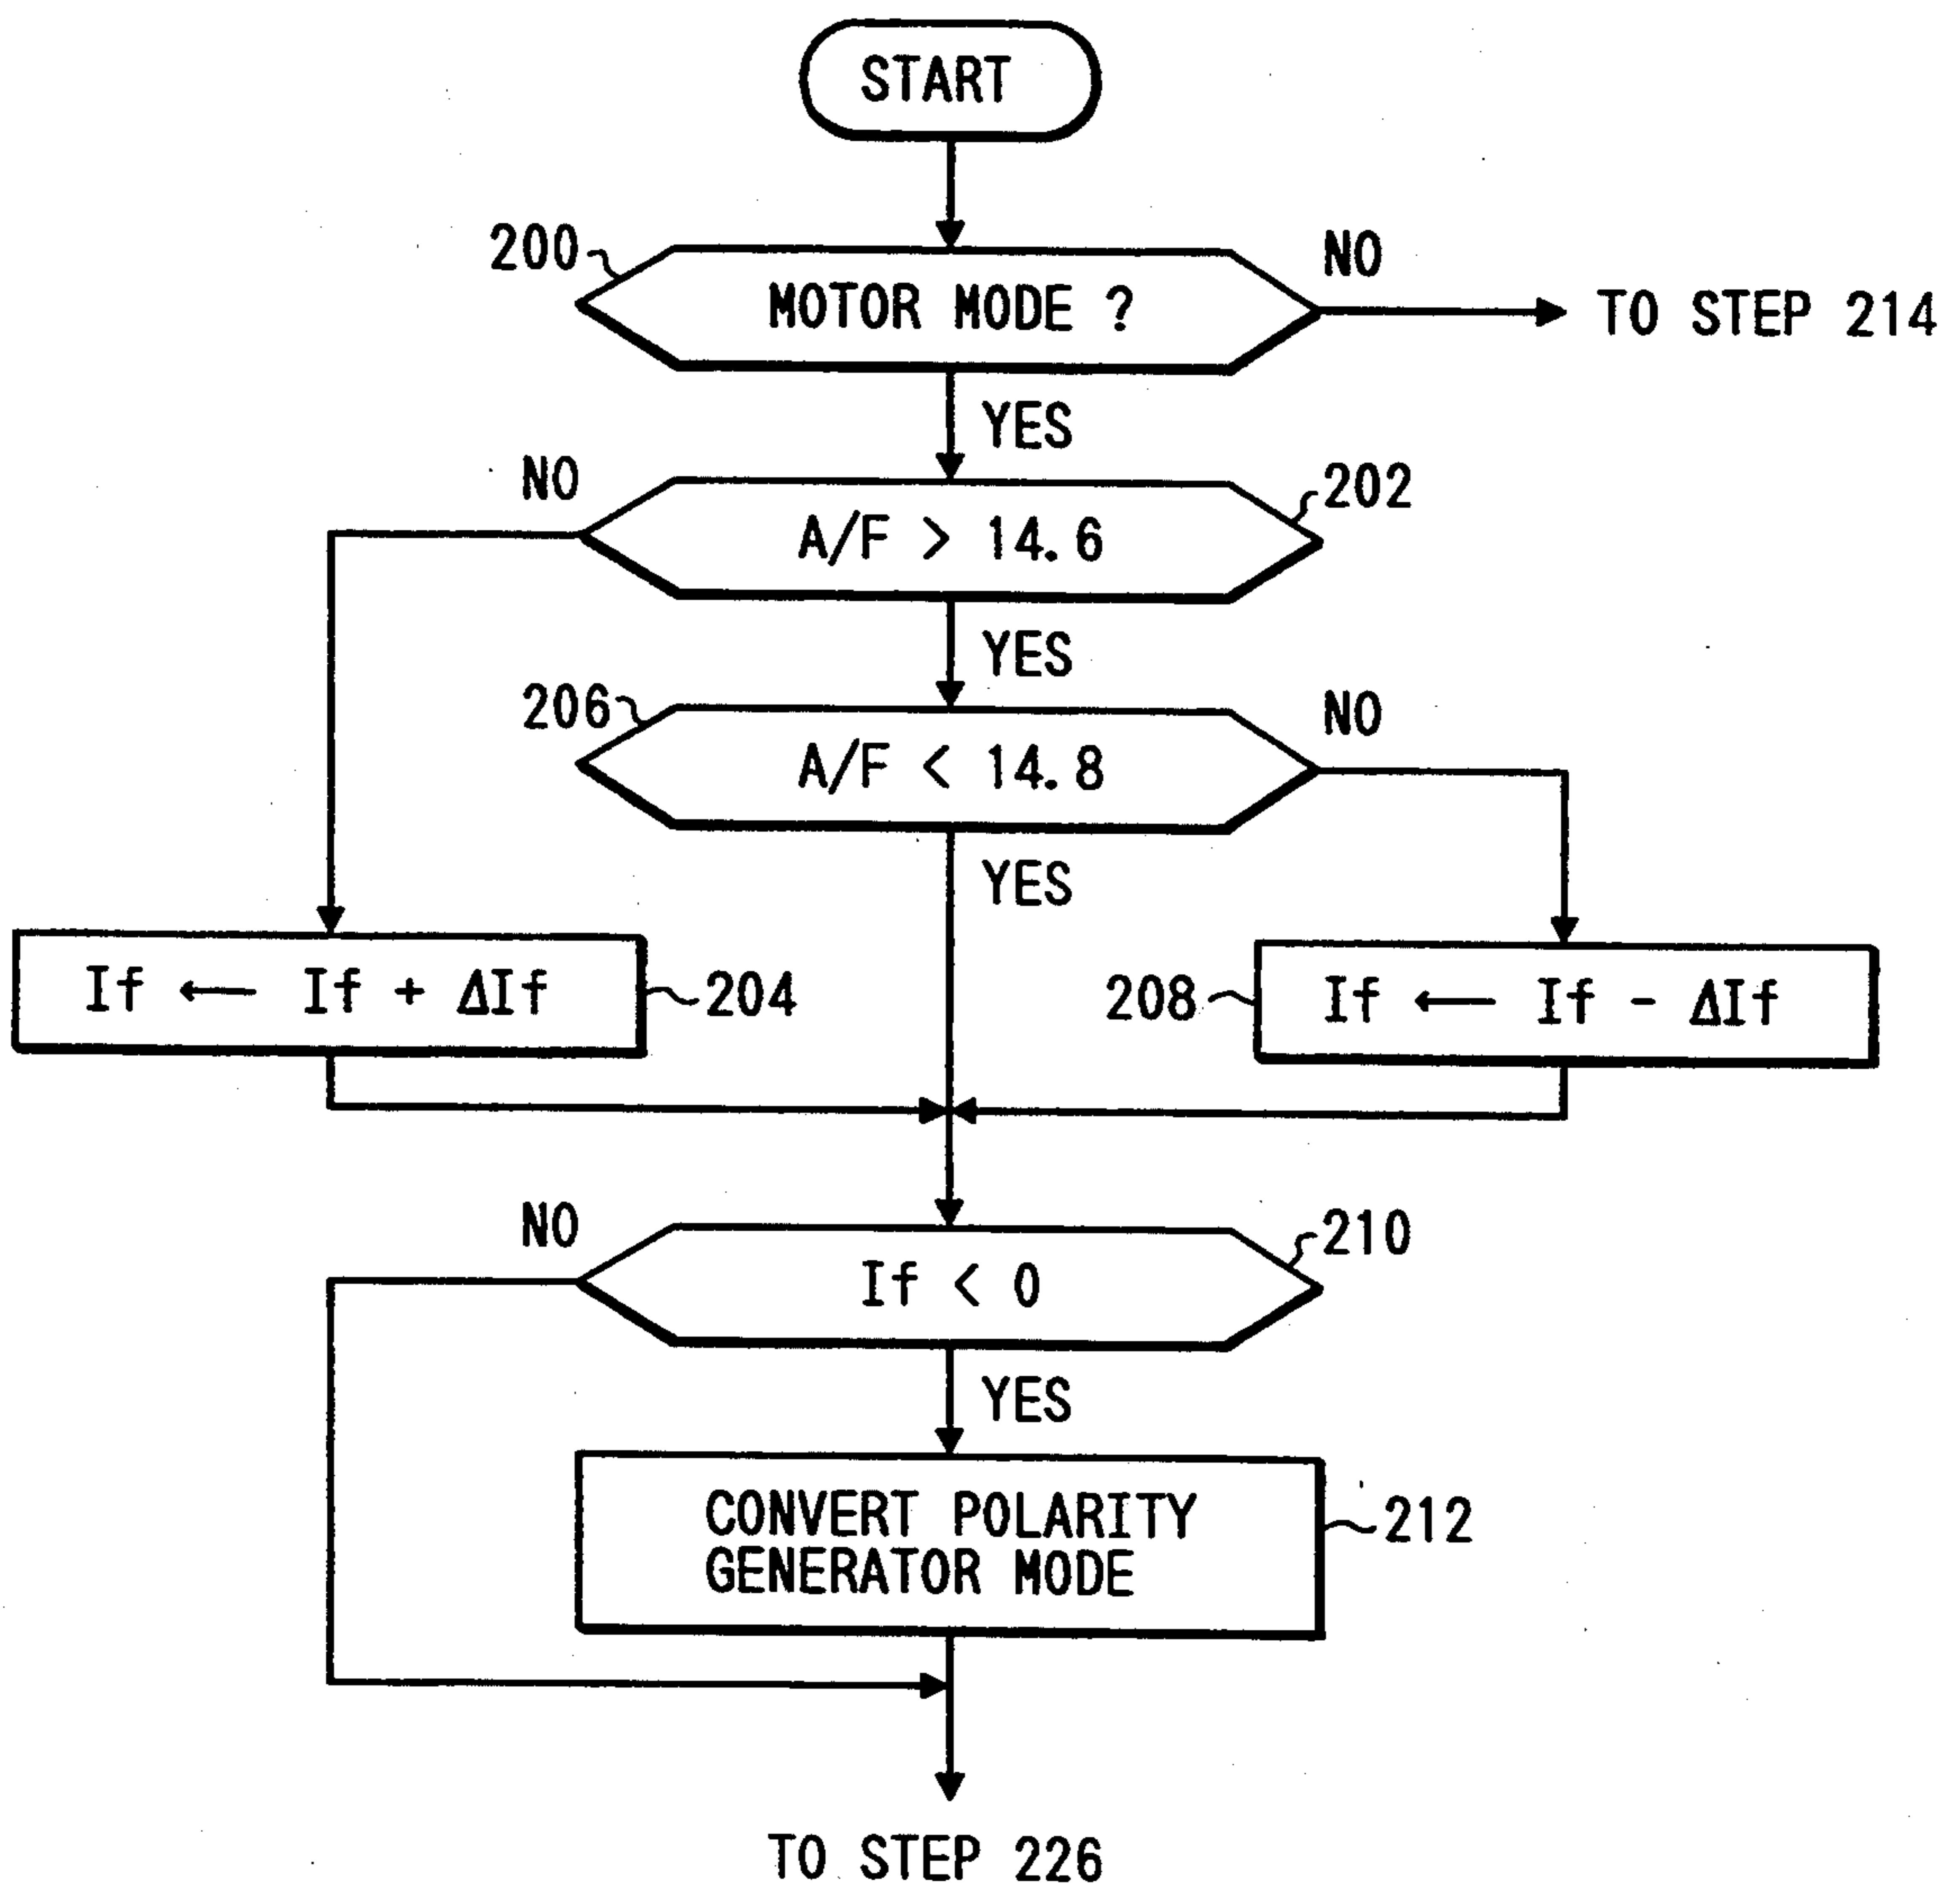 START
200
MOTOR MODE ?
NO
TO STEP 214
YES
NO
202
A/F > 14.6
YES
206
NO
A/F < 14.8
YES
If ← If + ΔIf
204
208
If ← If - ΔIf
NO
210
If < 0
YES
CONVERT POLARITY
GENERATOR MODE
212
TO STEP 226